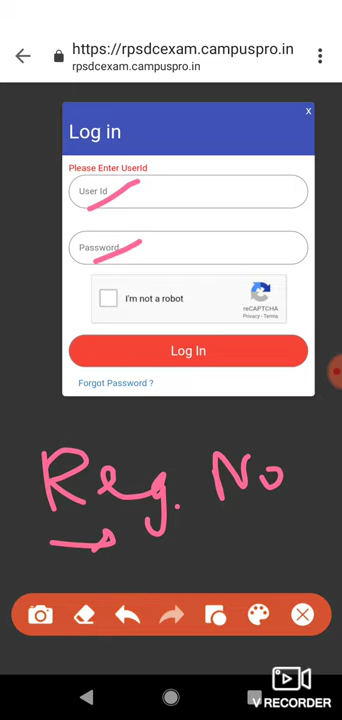 https://rpsdcexam.campuspro.in
rpsdcexam.campuspro.in
x
Log in
Please Enter UserId
User Id
Password
I'm not a robot
reCAPTCHA
Privacy - Terms
Log In
Forgot Password ?
Reg. No
V RECORDER